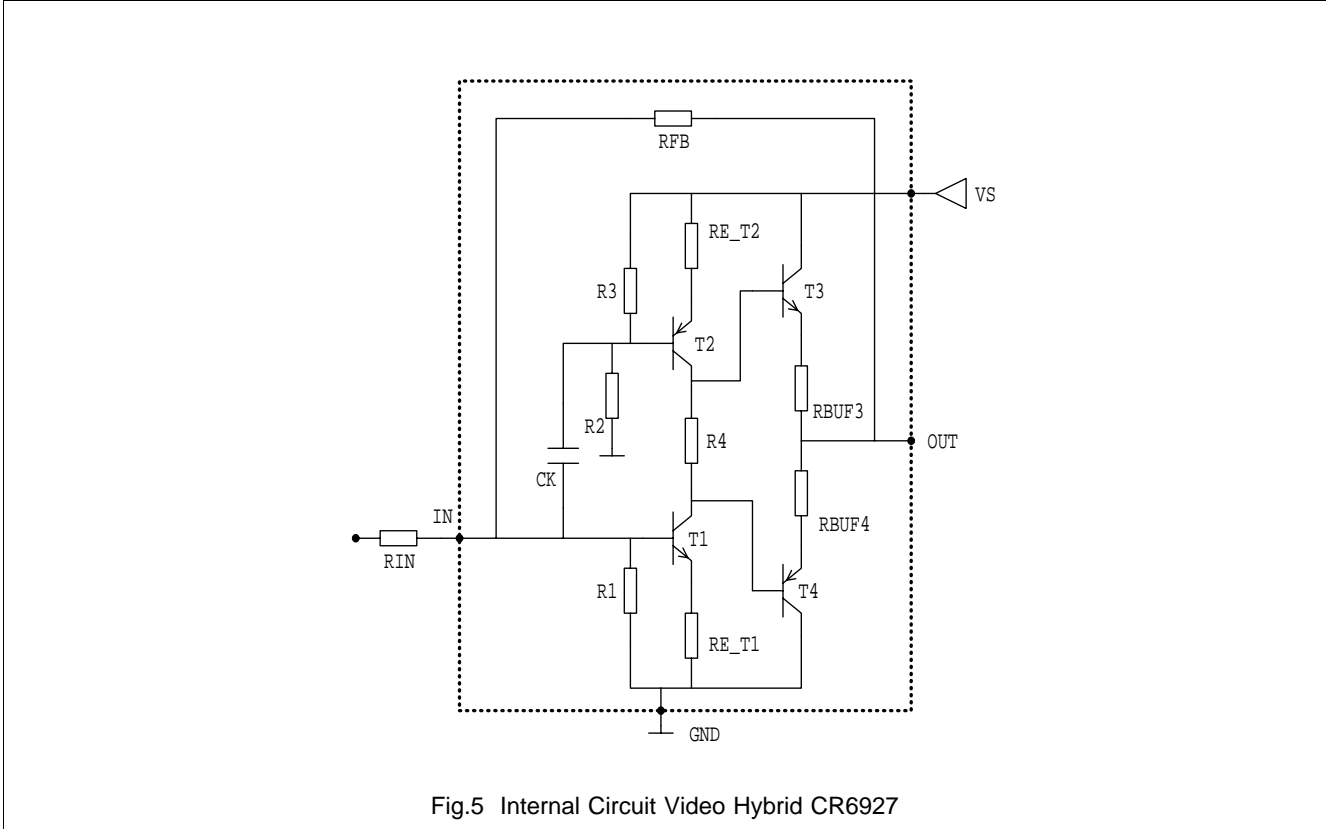 RFB
VS
RE_T2
R3
T3
T2
RBUF3
R2
R4
OUT
CK
IN
RBUF4
T1
RIN
R1
T4
RE_T1
GND
Fig.5 Internal Circuit Video Hybrid CR6927